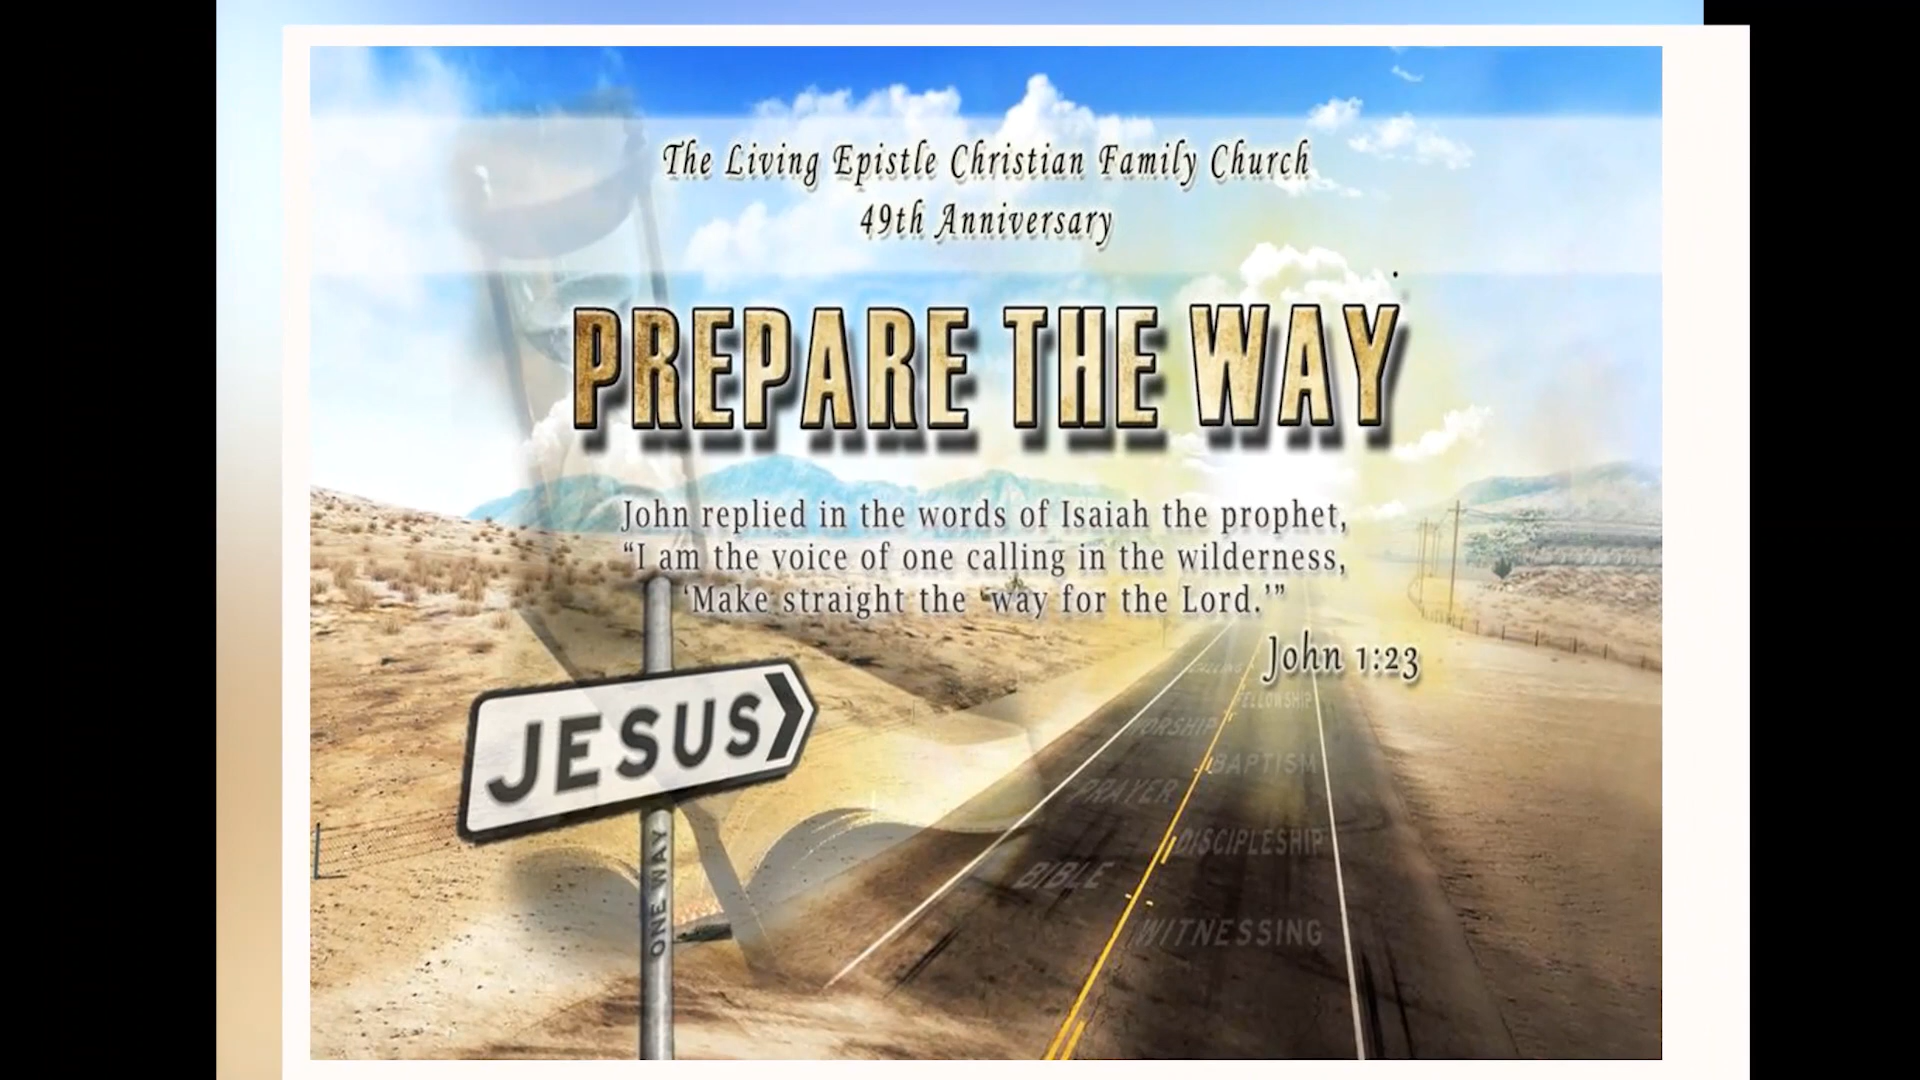 The Living Epistle Christian Family Church
49th Anniversary
PREPARE THE WAY
John replied in the words of Isaiah the prophet,
“I am the voice of one calling in the wilderness,
‘Make straight the ‘way for the Lord.’”
John 1:23
JESUS
ONE WAY
FELLOWSHIP
WORSHIP
BAPTISM
PRAYER
DISCIPLESHIP
BIBLE
WITNESSING